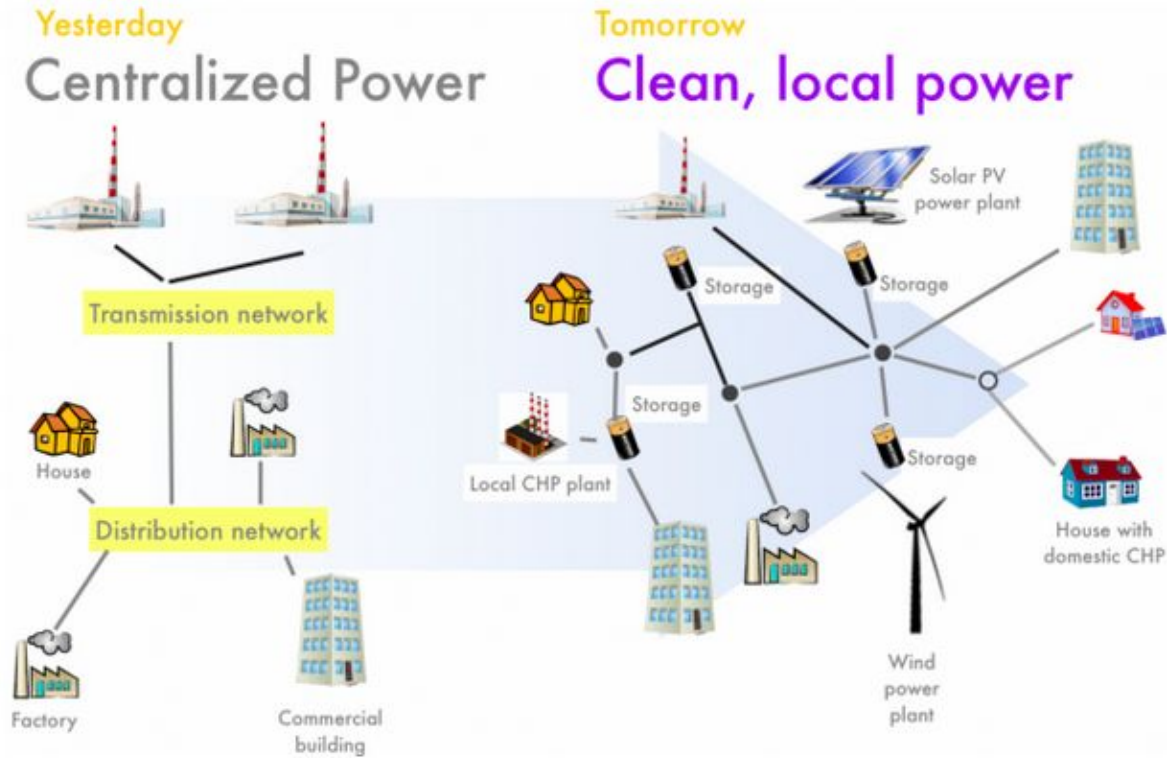 Yesterday
Centralized Power
Transmission network
House
Distribution network
Factory
Commercial
building
Tomorrow
Clean, local power
Solar PV
power plant
Storage
Storage
Storage
Local CHP plant
Storage
House with
domestic CHP
Wind
power
plant